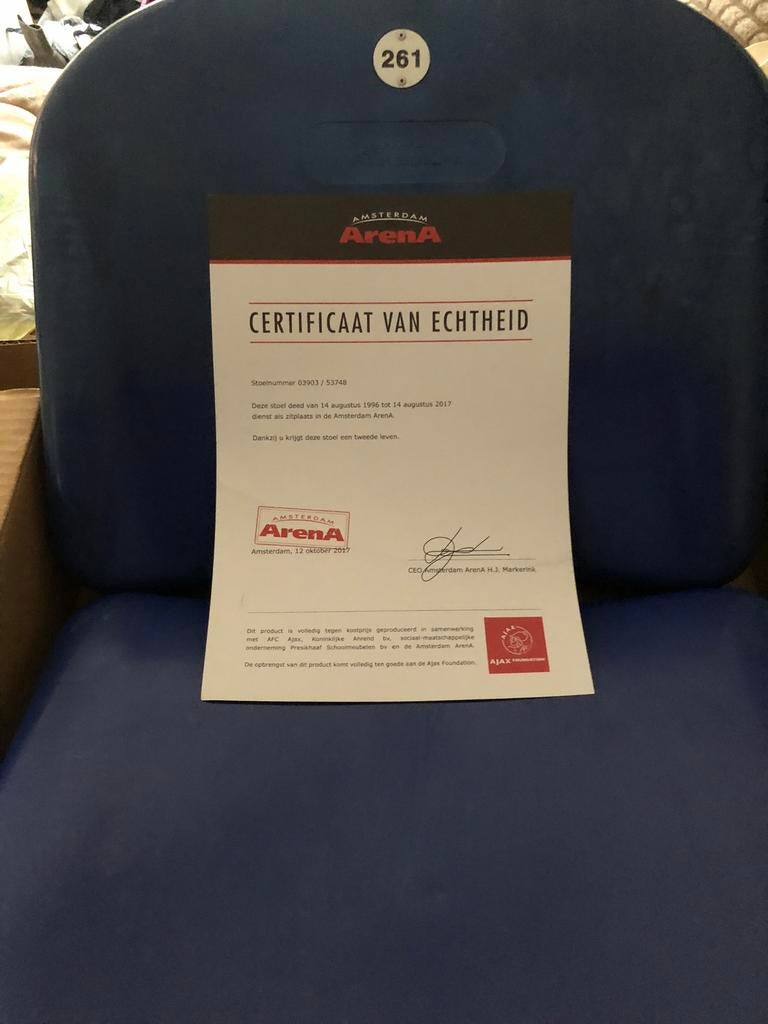 261
AMSTERDAM
ArenA
CERTIFICAAT VAN ECHTHEID
Stoelnummer 03903 / 53748
Deze stoel deed van 14 augustus 1996 tot 14 augustus 2017
dienst als zitplaats in de Amsterdam ArenA.
Dankzij u krijgt deze stoel een tweede leven.
AMSTERDAM
ArenA
Amsterdam, 12 oktober 2017
CEO Amsterdam ArenA H.J. Markerink
Dit product is volledig tegen kostprijs geproduceerd in samenwerking
met AFC Ajax, Koninklijke Ahrend bv, sociaal-maatschappelijke
onderneming Presikhaaf Schoolmeubelen bv en de Amsterdam ArenA.
De opbrengst van dit product komt volledig ten goede aan de Ajax Foundation.
AJAX
AJAX FOUNDATION